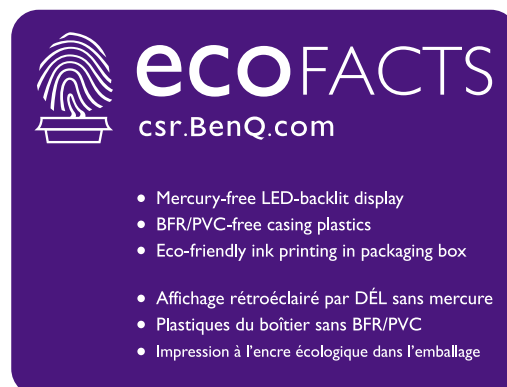 ecoFACTS
csr.BenQ.com
• Mercury-free LED-backlit display
• BFR/PVC-free casing plastics
• Eco-friendly ink printing in packaging box
• Affichage rétroéclairé par DÉL sans mercure
• Plastiques du boîtier sans BFR/PVC
• Impression à l'encre écologique dans l'emballage